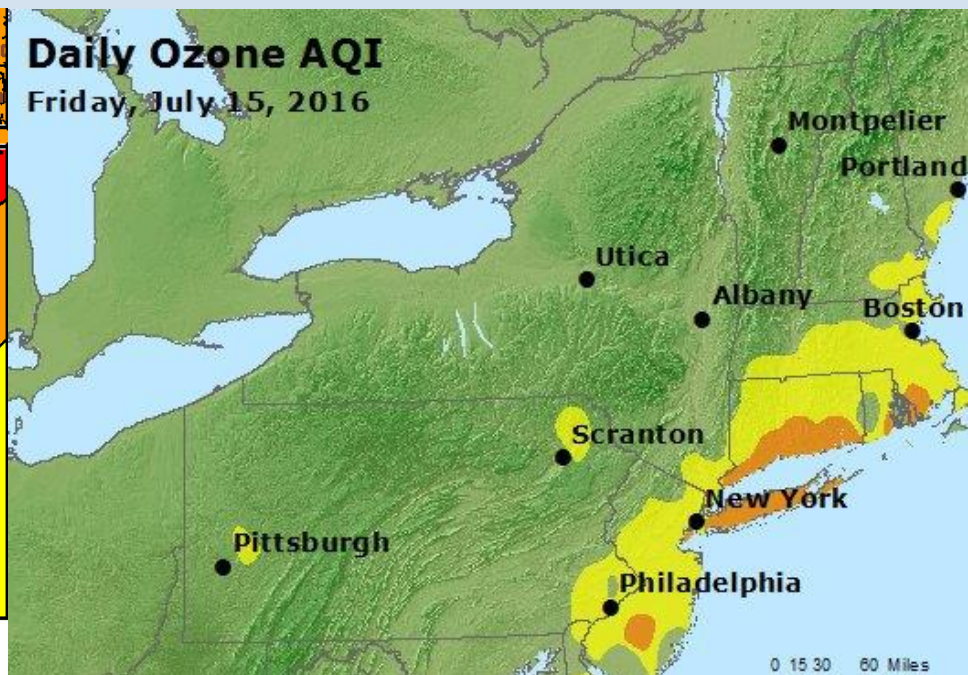 Daily Ozone AQI
Friday, July 15, 2016
Montpelier
Portland
Utica
Albany
Boston
Scranton
New York
Pittsburgh
Philadelphia
0 15 30 60 Miles